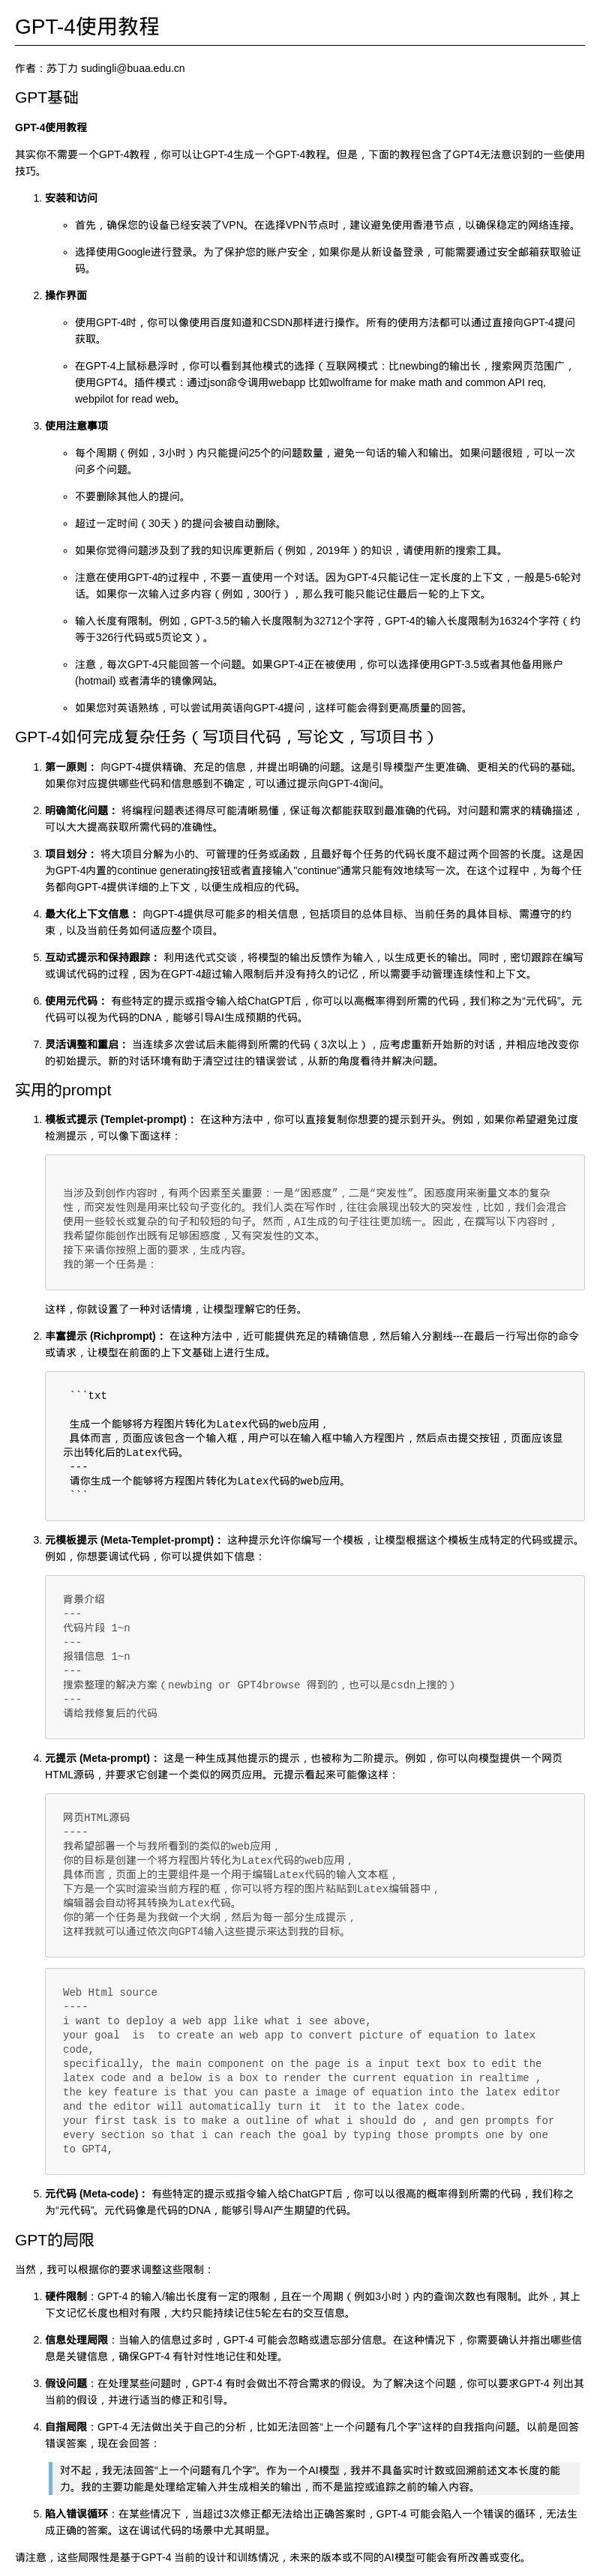 GPT-4使用教程
作者：苏丁力 sudingli@buaa.edu.cn
GPT基础
GPT-4使用教程
其实你不需要一个GPT-4教程，你可以让GPT-4生成一个GPT-4教程。但是，下面的教程包含了GPT4无法意识到的一些使用
技巧。
1. 安装和访问
◦ 首先，确保您的设备已经安装了VPN。在选择VPN节点时，建议避免使用香港节点，以确保稳定的网络连接。
◦ 选择使用Google进行登录。为了保护您的账户安全，如果你是从新设备登录，可能需要通过安全邮箱获取验证
码。
2. 操作界面
◦ 使用GPT-4时，你可以像使用百度知道和CSDN那样进行操作。所有的使用方法都可以通过直接向GPT-4提问
获取。
◦ 在GPT-4上鼠标悬浮时，你可以看到其他模式的选择（互联网模式：比newbing的输出长，搜索网页范围广，
使用GPT4。插件模式：通过json命令调用webapp 比如wolframe for make math and common API req,
webpilot for read web。
3. 使用注意事项
◦ 每个周期（例如，3小时）内只能提问25个的问题数量，避免一句话的输入和输出。如果问题很短，可以一次
问多个问题。
◦ 不要删除其他人的提问。
◦ 超过一定时间（30天）的提问会被自动删除。
◦ 如果你觉得问题涉及到了我的知识库更新后（例如，2019年）的知识，请使用新的搜索工具。
◦ 注意在使用GPT-4的过程中，不要一直使用一个对话。因为GPT-4只能记住一定长度的上下文，一般是5-6轮对
话。如果你一次输入过多内容（例如，300行），那么我可能只能记住最后一轮的上下文。
◦ 输入长度有限制。例如，GPT-3.5的输入长度限制为32712个字符，GPT-4的输入长度限制为16324个字符（约
等于326行代码或5页论文）。
◦ 注意，每次GPT-4只能回答一个问题。如果GPT-4正在被使用，你可以选择使用GPT-3.5或者其他备用账户
(hotmail) 或者清华的镜像网站。
◦ 如果您对英语熟练，可以尝试用英语向GPT-4提问，这样可能会得到更高质量的回答。
GPT-4如何完成复杂任务（写项目代码，写论文，写项目书）
1. 第一原则： 向GPT-4提供精确、充足的信息，并提出明确的问题。这是引导模型产生更准确、更相关的代码的基础。
如果你对应提供哪些代码和信息感到不确定，可以通过提示向GPT-4询问。
2. 明确简化问题： 将编程问题表述得尽可能清晰易懂，保证每次都能获取到最准确的代码。对问题和需求的精确描述，
可以大大提高获取所需代码的准确性。
3. 项目划分： 将大项目分解为小的、可管理的任务或函数，且最好每个任务的代码长度不超过两个回答的长度。这是因
为GPT-4内置的continue generating按钮或者直接输入"continue"通常只能有效地续写一次。在这个过程中，为每个任
务都向GPT-4提供详细的上下文，以便生成相应的代码。
4. 最大化上下文信息： 向GPT-4提供尽可能多的相关信息，包括项目的总体目标、当前任务的具体目标、需遵守的约
束，以及当前任务如何适应整个项目。
5. 互动式提示和保持跟踪： 利用迭代式交谈，将模型的输出反馈作为输入，以生成更长的输出。同时，密切跟踪在编写
或调试代码的过程，因为在GPT-4超过输入限制后并没有持久的记忆，所以需要手动管理连续性和上下文。
6. 使用元代码： 有些特定的提示或指令输入给ChatGPT后，你可以以高概率得到所需的代码，我们称之为“元代码”。元
代码可以视为代码的DNA，能够引导AI生成预期的代码。
7. 灵活调整和重启： 当连续多次尝试后未能得到所需的代码（3次以上），应考虑重新开始新的对话，并相应地改变你
的初始提示。新的对话环境有助于清空过往的错误尝试，从新的角度看待并解决问题。
实用的prompt
1. 模板式提示 (Templet-prompt)： 在这种方法中，你可以直接复制你想要的提示到开头。例如，如果你希望避免过度
检测提示，可以像下面这样：
当涉及到创作内容时，有两个因素至关重要：一是“困惑度”，二是“突发性”。困惑度用来衡量文本的复杂
性，而突发性则是用来比较句子变化的。我们人类在写作时，往往会展现出较大的突发性，比如，我们会混合
使用一些较长或复杂的句子和较短的句子。然而，AI生成的句子往往更加统一。因此，在撰写以下内容时，
我希望你能创作出既有足够困惑度，又有突发性的文本。
接下来请你按照上面的要求，生成内容。
我的第一个任务是：
这样，你就设置了一种对话情境，让模型理解它的任务。
2. 丰富提示 (Richprompt)： 在这种方法中，近可能提供充足的精确信息，然后输入分割线---在最后一行写出你的命令
或请求，让模型在前面的上下文基础上进行生成。
```txt
生成一个能够将方程图片转化为Latex代码的web应用，
具体而言，页面应该包含一个输入框，用户可以在输入框中输入方程图片，然后点击提交按钮，页面应该显
示出转化后的Latex代码。
---
请你生成一个能够将方程图片转化为Latex代码的web应用。
```
3. 元模板提示 (Meta-Templet-prompt)： 这种提示允许你编写一个模板，让模型根据这个模板生成特定的代码或提示。
例如，你想要调试代码，你可以提供如下信息：
背景介绍
---
代码片段 1~n
---
报错信息 1~n
---
搜索整理的解决方案（newbing or GPT4browse 得到的，也可以是csdn上搜的）
---
请给我修复后的代码
4. 元提示 (Meta-prompt)： 这是一种生成其他提示的提示，也被称为二阶提示。例如，你可以向模型提供一个网页
HTML源码，并要求它创建一个类似的网页应用。元提示看起来可能像这样：
网页HTML源码
----
我希望部署一个与我所看到的类似的web应用，
你的目标是创建一个将方程图片转化为Latex代码的web应用，
具体而言，页面上的主要组件是一个用于编辑Latex代码的输入文本框，
下方是一个实时渲染当前方程的框，你可以将方程的图片粘贴到Latex编辑器中，
编辑器会自动将其转换为Latex代码。
你的第一个任务是为我做一个大纲，然后为每一部分生成提示，
这样我就可以通过依次向GPT4输入这些提示来达到我的目标。
Web Html source
----
i want to deploy a web app like what i see above,
your goal  is  to create an web app to convert picture of equation to latex
code,
specifically, the main component on the page is a input text box to edit the
latex code and a below is a box to render the current equation in realtime ,
the key feature is that you can paste a image of equation into the latex editor
and the editor will automatically turn it  it to the latex code.
your first task is to make a outline of what i should do , and gen prompts for
every section so that i can reach the goal by typing those prompts one by one
to GPT4,
5. 元代码 (Meta-code)： 有些特定的提示或指令输入给ChatGPT后，你可以以很高的概率得到所需的代码，我们称之
为“元代码”。元代码像是代码的DNA，能够引导AI产生期望的代码。
GPT的局限
当然，我可以根据你的要求调整这些限制：
1. 硬件限制：GPT-4 的输入/输出长度有一定的限制，且在一个周期（例如3小时）内的查询次数也有限制。此外，其上
下文记忆长度也相对有限，大约只能持续记住5轮左右的交互信息。
2. 信息处理局限：当输入的信息过多时，GPT-4 可能会忽略或遗忘部分信息。在这种情况下，你需要确认并指出哪些信
息是关键信息，确保GPT-4 有针对性地记住和处理。
3. 假设问题：在处理某些问题时，GPT-4 有时会做出不符合需求的假设。为了解决这个问题，你可以要求GPT-4 列出其
当前的假设，并进行适当的修正和引导。
4. 自指局限：GPT-4 无法做出关于自己的分析，比如无法回答“上一个问题有几个字”这样的自我指向问题。以前是回答
错误答案，现在会回答：
对不起，我无法回答“上一个问题有几个字”。作为一个AI模型，我并不具备实时计数或回溯前述文本长度的能
力。我的主要功能是处理给定输入并生成相关的输出，而不是监控或追踪之前的输入内容。
5. 陷入错误循环：在某些情况下，当超过3次修正都无法给出正确答案时，GPT-4 可能会陷入一个错误的循环，无法生
成正确的答案。这在调试代码的场景中尤其明显。
请注意，这些局限性是基于GPT-4 当前的设计和训练情况，未来的版本或不同的AI模型可能会有所改善或变化。